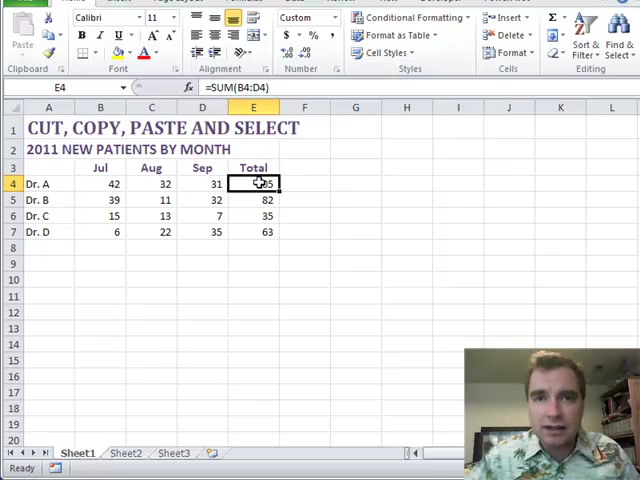 Calibri 11 Custom Conditional Formatting Insert
Paste Format as Table Delete Sort & Find &
Cell Styles Format Filter Select
Clipboard Font Alignment Number Styles Cells Editing
E4 fx =SUM(B4:D4)
A B C D E F G H I J K L
1 CUT, COPY, PASTE AND SELECT
2 2011 NEW PATIENTS BY MONTH
3 Jul Aug Sep Total
4 Dr. A 42 32 31
5 Dr. B 39 11 32 82
6 Dr. C 15 13 7 35
7 Dr. D 6 22 35 63
8
9
10
11
12
13
14
15
16
17
18
19
20
Sheet1 Sheet2 Sheet3
Ready